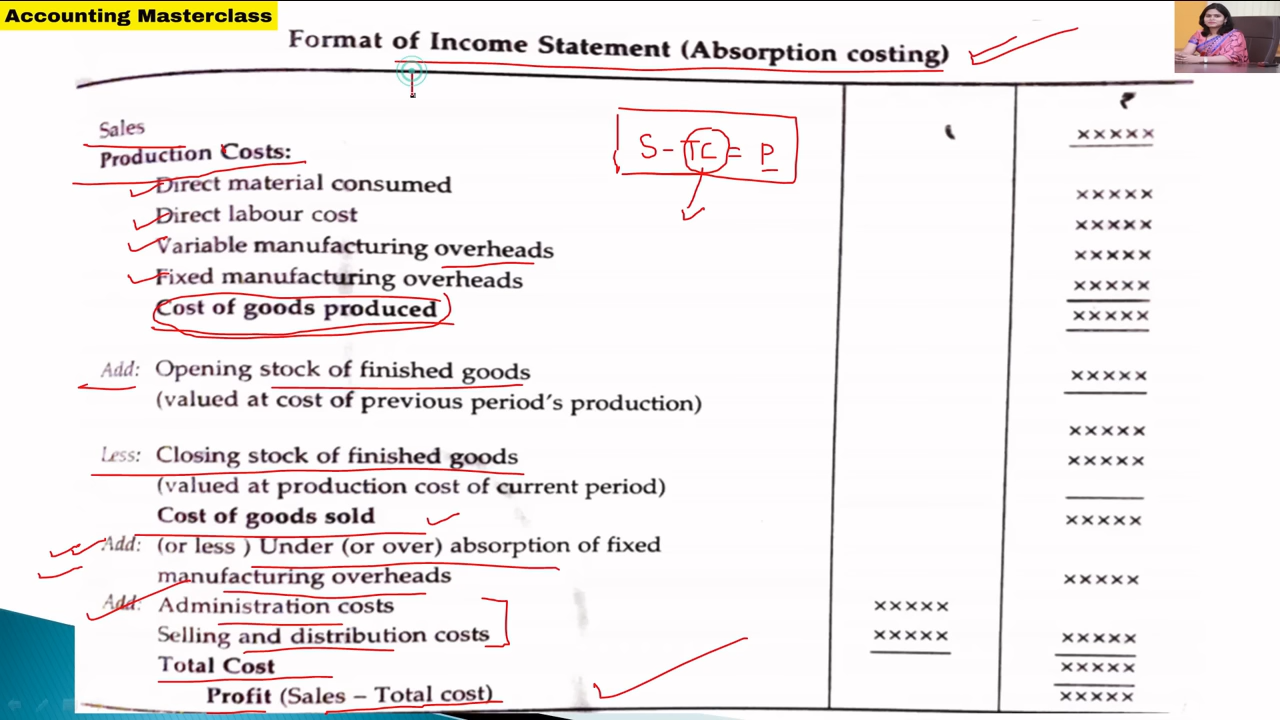 Accounting Masterclass
Format of Income Statement (Absorption costing)
₹
Sales xxxxx
S - TC = P
Production Costs:
Direct material consumed xxxxx
Direct labour cost xxxxx
Variable manufacturing overheads xxxxx
Fixed manufacturing overheads xxxxx
Cost of goods produced xxxxx
Add: Opening stock of finished goods xxxxx
(valued at cost of previous period's production)
xxxxx
Less: Closing stock of finished goods xxxxx
(valued at production cost of current period)
Cost of goods sold xxxxx
Add: (or less ) Under (or over) absorption of fixed
manufacturing overheads xxxxx
Add: Administration costs xxxxx
Selling and distribution costs xxxxx xxxxx
Total Cost xxxxx
Profit (Sales – Total cost) xxxxx